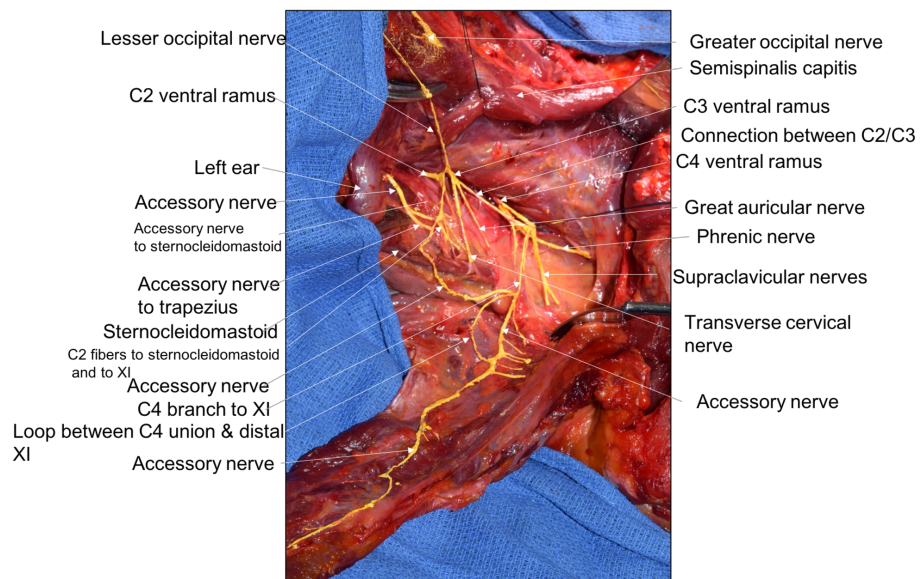 Lesser occipital nerve
C2 ventral ramus
Left ear
Accessory nerve
Accessory nerve
to sternocleidomastoid
Accessory nerve
to trapezius
Sternocleidomastoid
C2 fibers to sternocleidomastoid
and to XI
Accessory nerve
C4 branch to XI
Loop between C4 union & distal
XI
Accessory nerve
Greater occipital nerve
Semispinalis capitis
C3 ventral ramus
Connection between C2/C3
C4 ventral ramus
Great auricular nerve
Phrenic nerve
Supraclavicular nerves
Transverse cervical
nerve
Accessory nerve